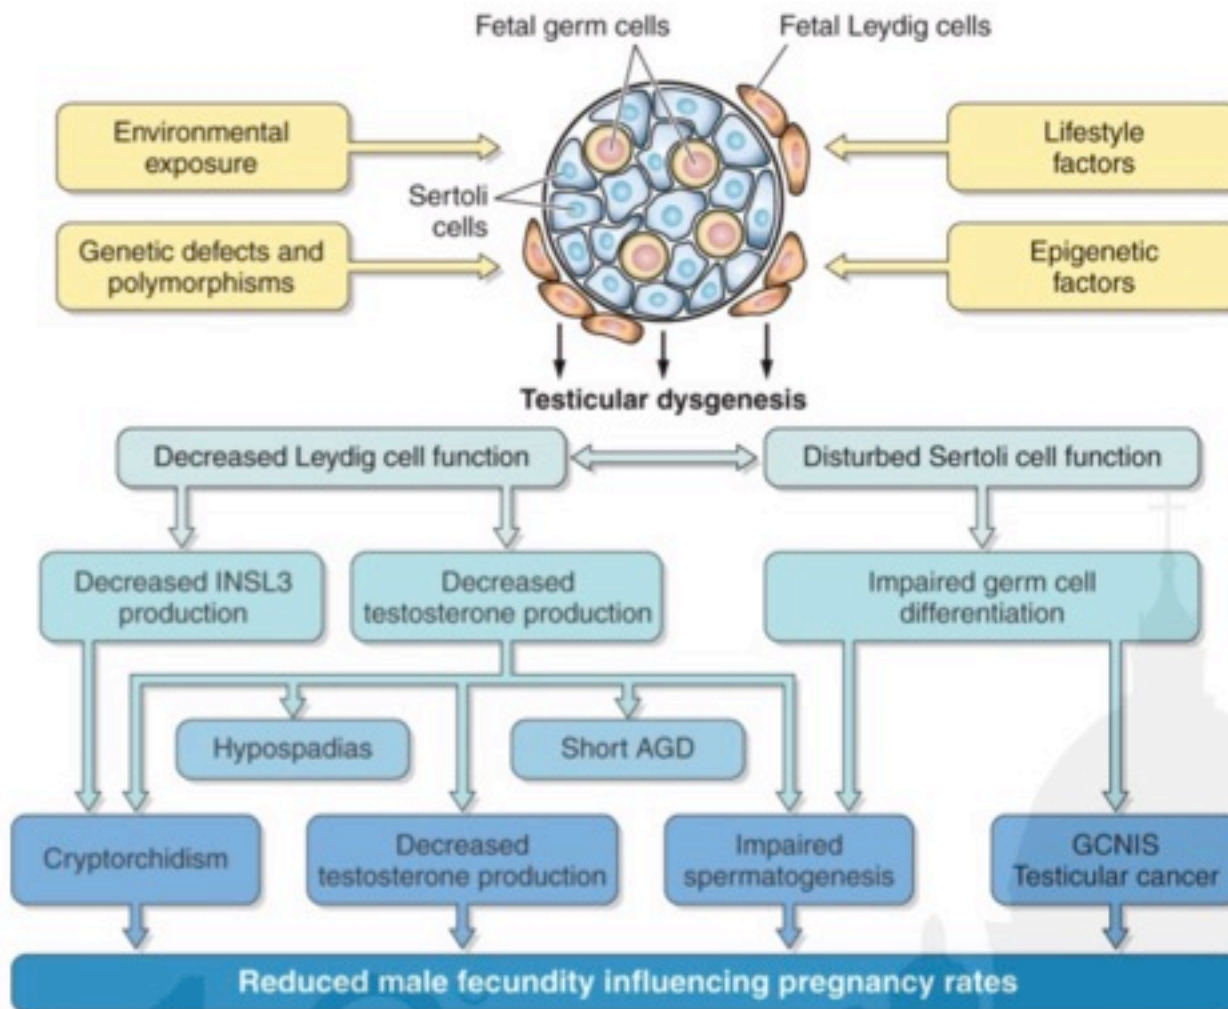 Fetal germ cells
Fetal Leydig cells
Environmental
exposure
Lifestyle
factors
Sertoli
cells
Genetic defects and
polymorphisms
Epigenetic
factors
Testicular dysgenesis
Decreased Leydig cell function
Disturbed Sertoli cell function
Decreased INSL3
production
Decreased
testosterone production
Impaired germ cell
differentiation
Hypospadias
Short AGD
Cryptorchidism
Decreased
testosterone production
Impaired
spermatogenesis
GCNIS
Testicular cancer
Reduced male fecundity influencing pregnancy rates